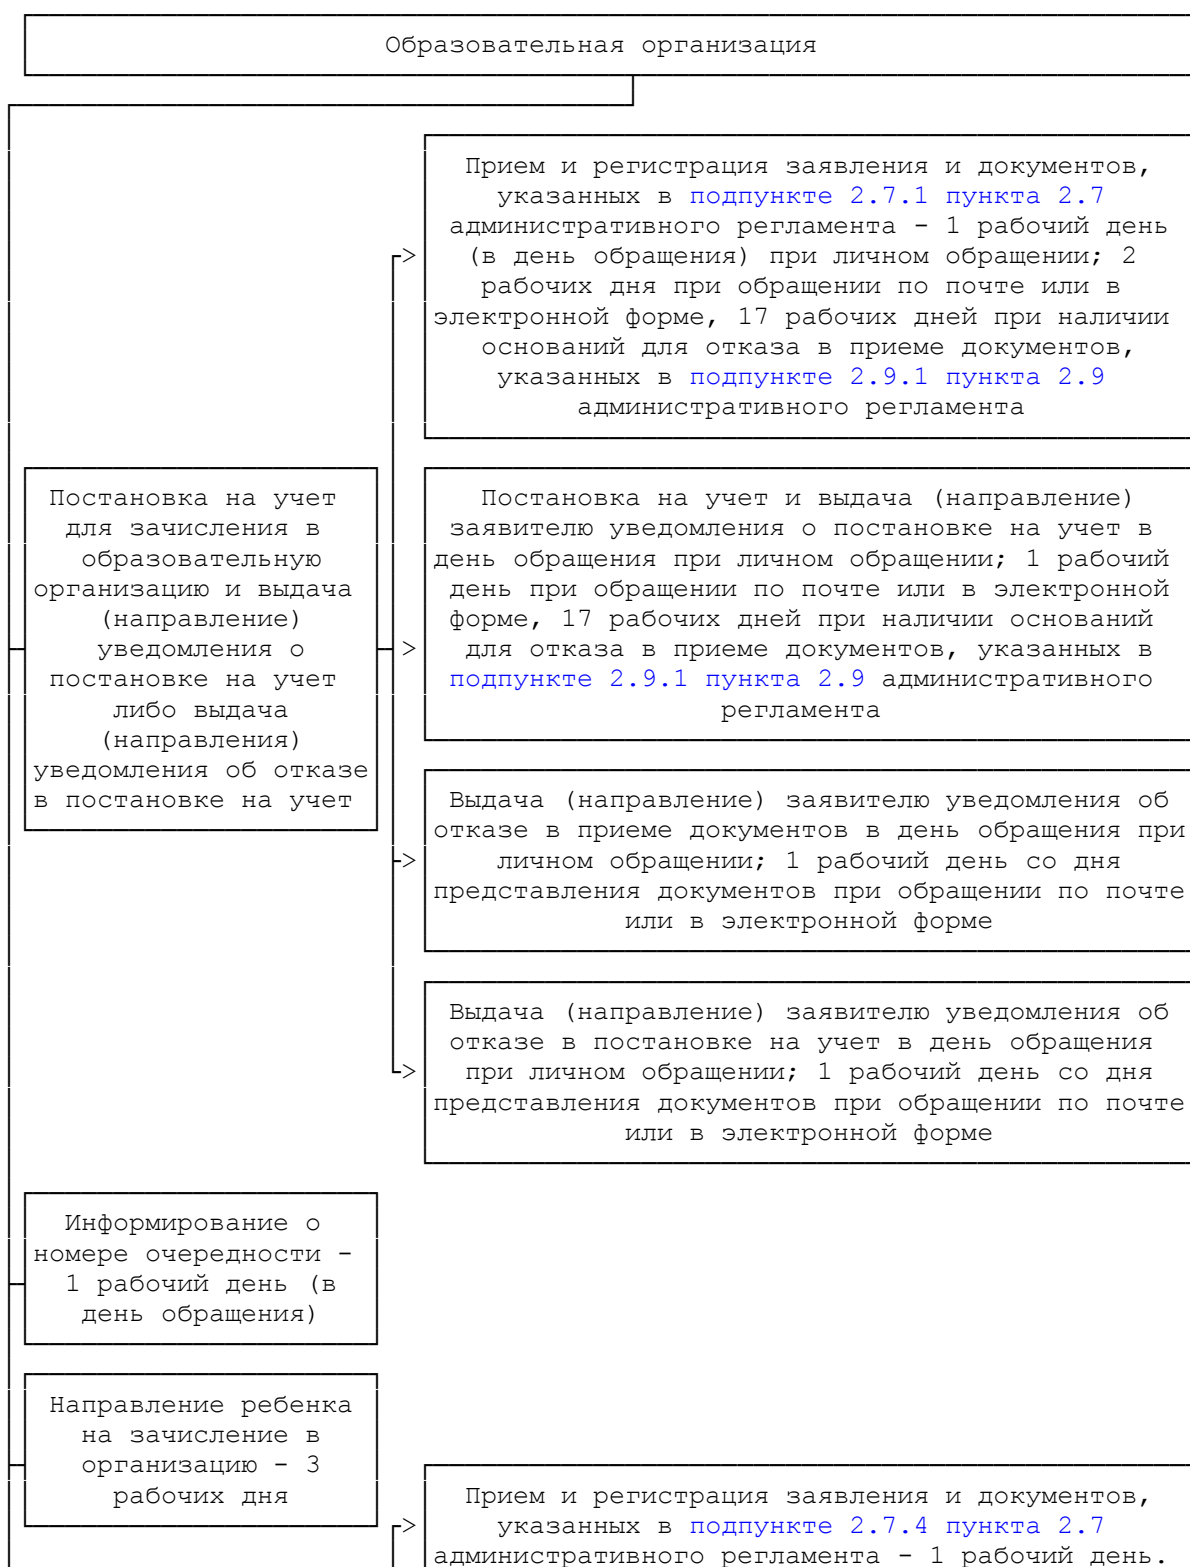 Образовательная организация
Прием и регистрация заявления и документов,
указанных в подпункте 2.7.1 пункта 2.7
административного регламента - 1 рабочий день
(в день обращения) при личном обращении; 2
рабочих дня при обращении по почте или в
электронной форме, 17 рабочих дней при наличии
оснований для отказа в приеме документов,
указанных в подпункте 2.9.1 пункта 2.9
административного регламента
Постановка на учет
для зачисления в
образовательную
организацию и выдача
(направление)
уведомления о
постановке на учет
либо выдача
(направления)
уведомления об отказе
в постановке на учет
Постановка на учет и выдача (направление)
заявителю уведомления о постановке на учет в
день обращения при личном обращении; 1 рабочий
день при обращении по почте или в электронной
форме, 17 рабочих дней при наличии оснований
для отказа в приеме документов, указанных в
подпункте 2.9.1 пункта 2.9 административного
регламента
Выдача (направление) заявителю уведомления об
отказе в приеме документов в день обращения при
личном обращении; 1 рабочий день со дня
представления документов при обращении по почте
или в электронной форме
Выдача (направление) заявителю уведомления об
отказе в постановке на учет в день обращения
при личном обращении; 1 рабочий день со дня
представления документов при обращении по почте
или в электронной форме
Информирование о
номере очередности -
1 рабочий день (в
день обращения)
Направление ребенка
на зачисление в
организацию - 3
рабочих дня
Прием и регистрация заявления и документов,
указанных в подпункте 2.7.4 пункта 2.7
административного регламента - 1 рабочий день.